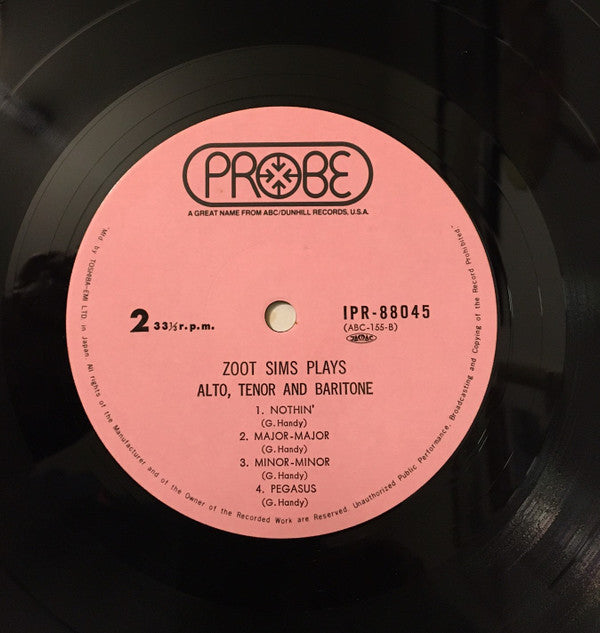 PROBE
A GREAT NAME FROM ABC/DUNHILL RECORDS, U.S.A.
2 33⅓ r.p.m.
IPR-88045
(ABC-155-B)
ZOOT SIMS PLAYS
ALTO, TENOR AND BARITONE
1. NOTHIN'
(G. Handy)
2. MAJOR-MAJOR
(G. Handy)
3. MINOR-MINOR
(G. Handy)
4. PEGASUS
(G. Handy)
M'd by TOSHIBA-EMI LTD. in Japan. All rights of the Manufacturer and of the Owner of the Recorded Work are Reserved. Unauthorized Public Performance, Broadcasting and Copying of the Record Prohibited.